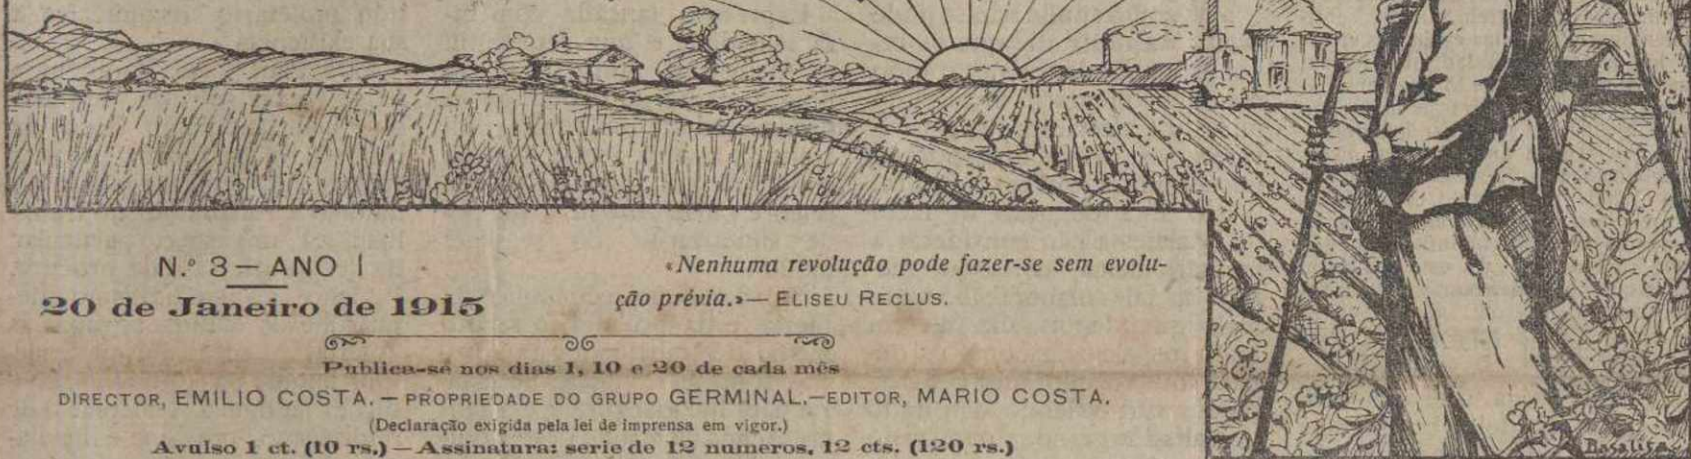 N.º 3 — ANO I
20 de Janeiro de 1915
«Nenhuma revolução pode fazer-se sem evolu-
ção prévia.» — ELISEU RECLUS.
Publica-se nos dias 1, 10 e 20 de cada mês
DIRECTOR, EMILIO COSTA. — PROPRIEDADE DO GRUPO GERMINAL. — EDITOR, MARIO COSTA.
(Declaração exigida pela lei de imprensa em vigor.)
Avulso 1 ct. (10 rs.) — Assinatura: serie de 12 numeros, 12 cts. (120 rs.)